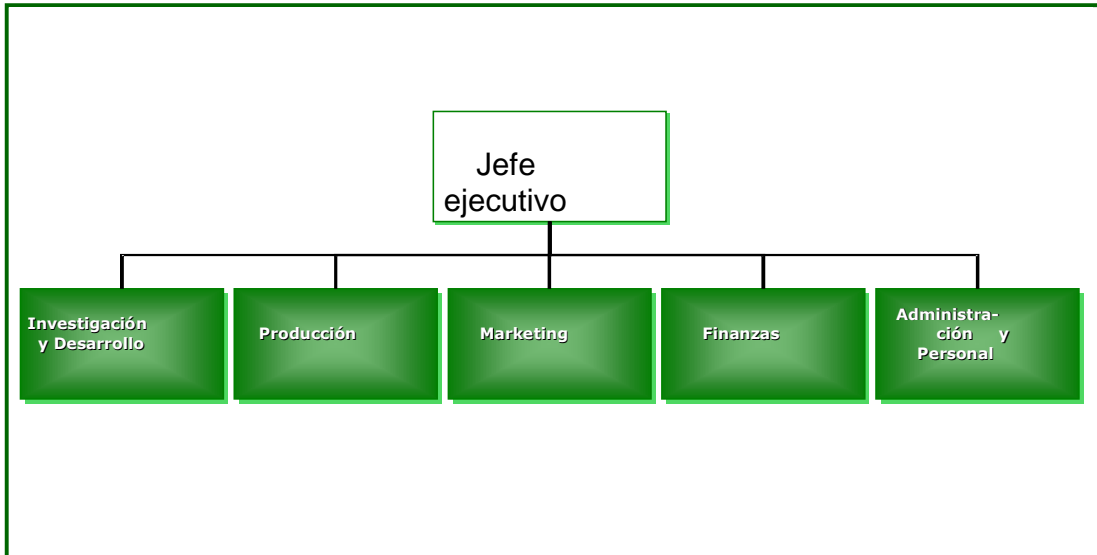 Jefe
ejecutivo
Investigación
y Desarrollo
Producción
Marketing
Finanzas
Administra-
ción y
Personal